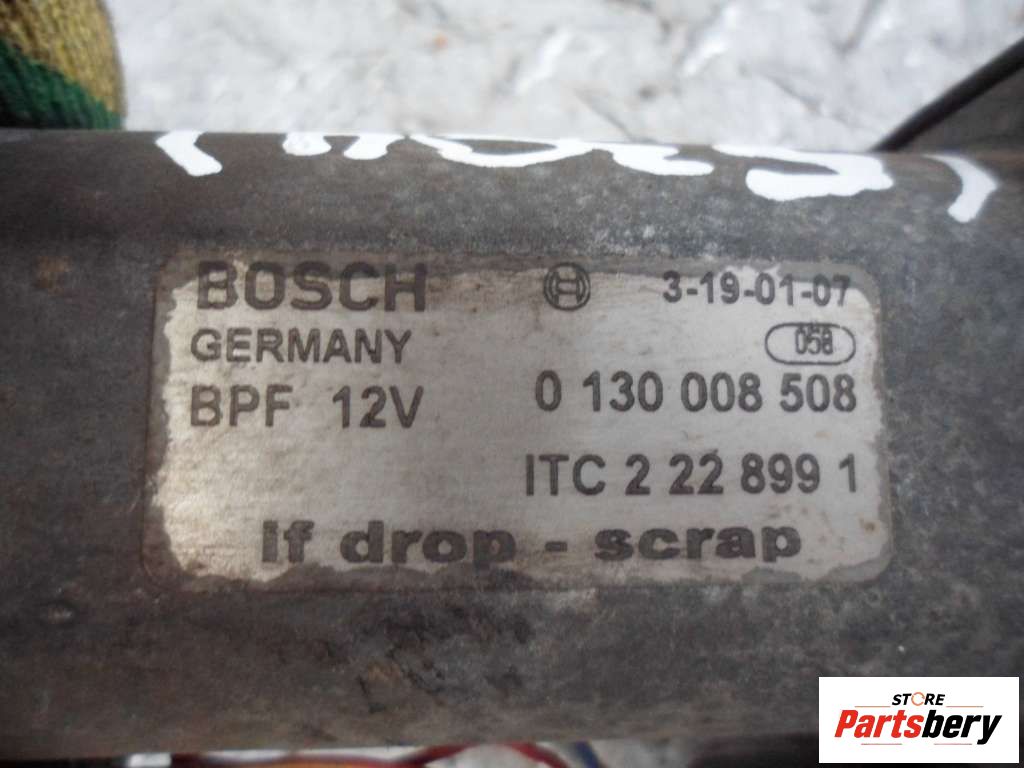 BOSCH 3-19-01-07
GERMANY 058
BPF 12V 0 130 008 508
ITC 2 22 899 1
If drop - scrap
STORE
Partsbery